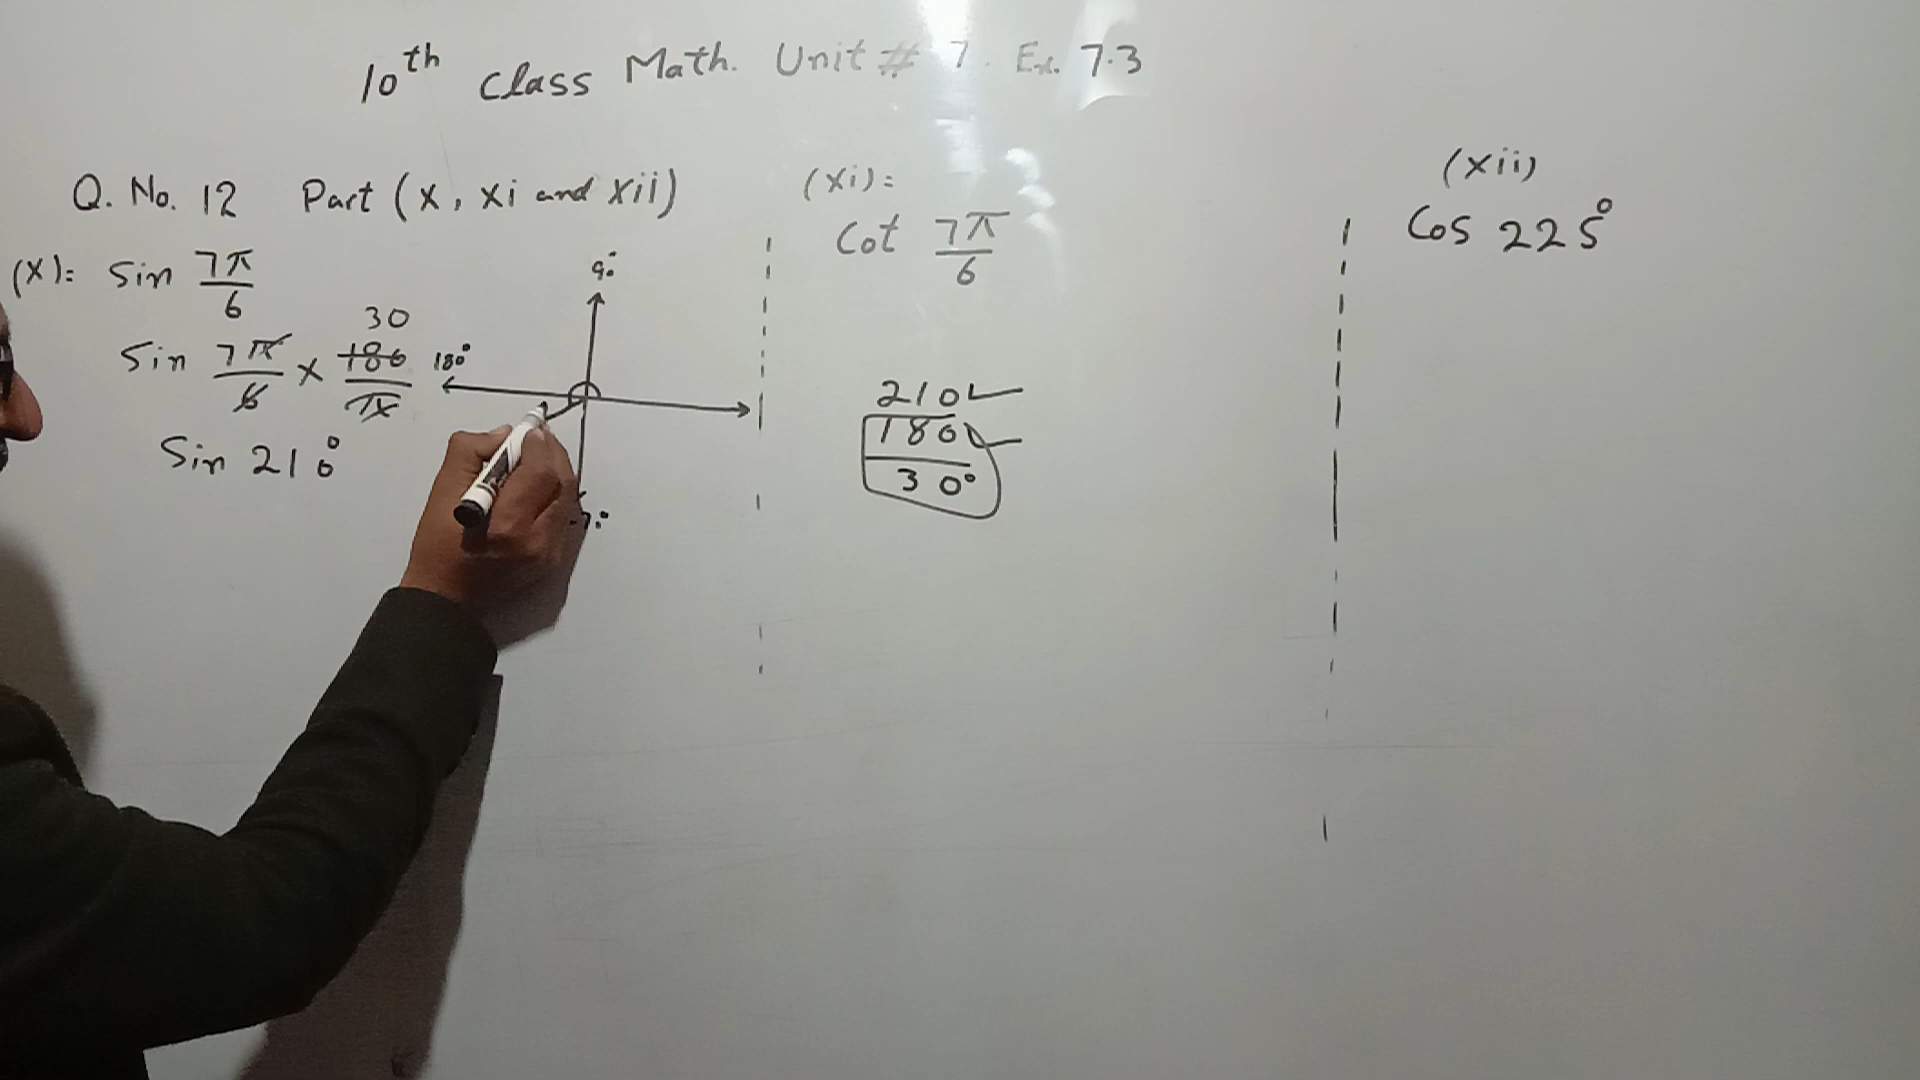 10th class Math. Unit # 7. Ex. 7.3
Q. No. 12 Part (x, xi and xii)
(x): Sin 7π/6
Sin 7π/6 × 180/π 30
Sin 210°
90°
180°
(xi):
Cot 7π/6
210
180
30°
(xii)
Cos 225°